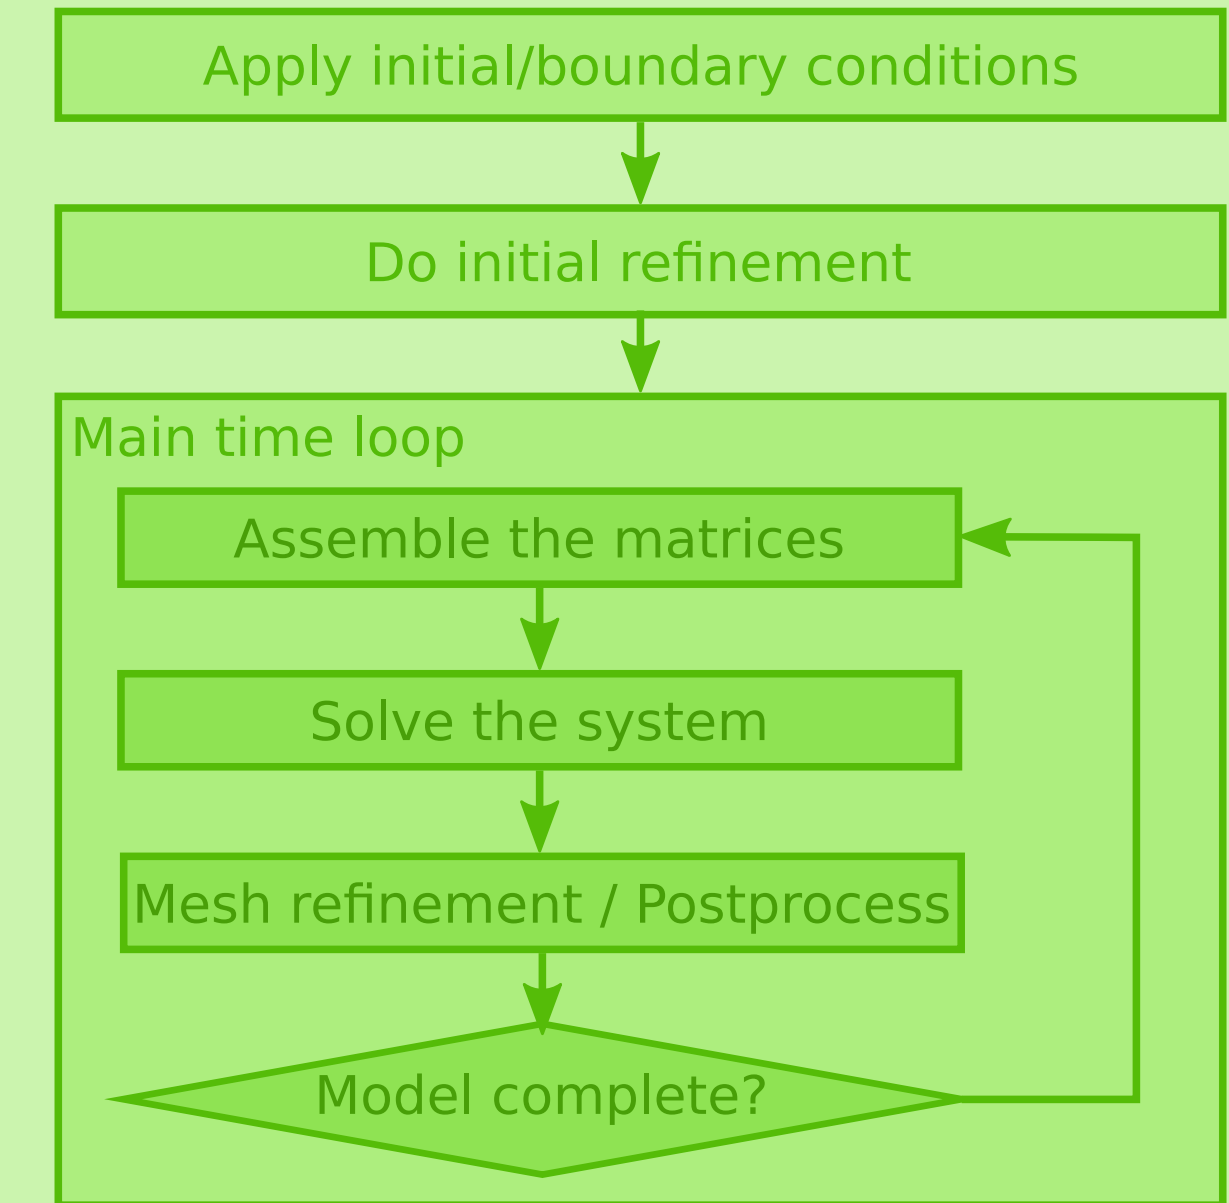 Apply initial/boundary conditions
Do initial refinement
Main time loop
Assemble the matrices
Solve the system
Mesh refinement / Postprocess
Model complete?